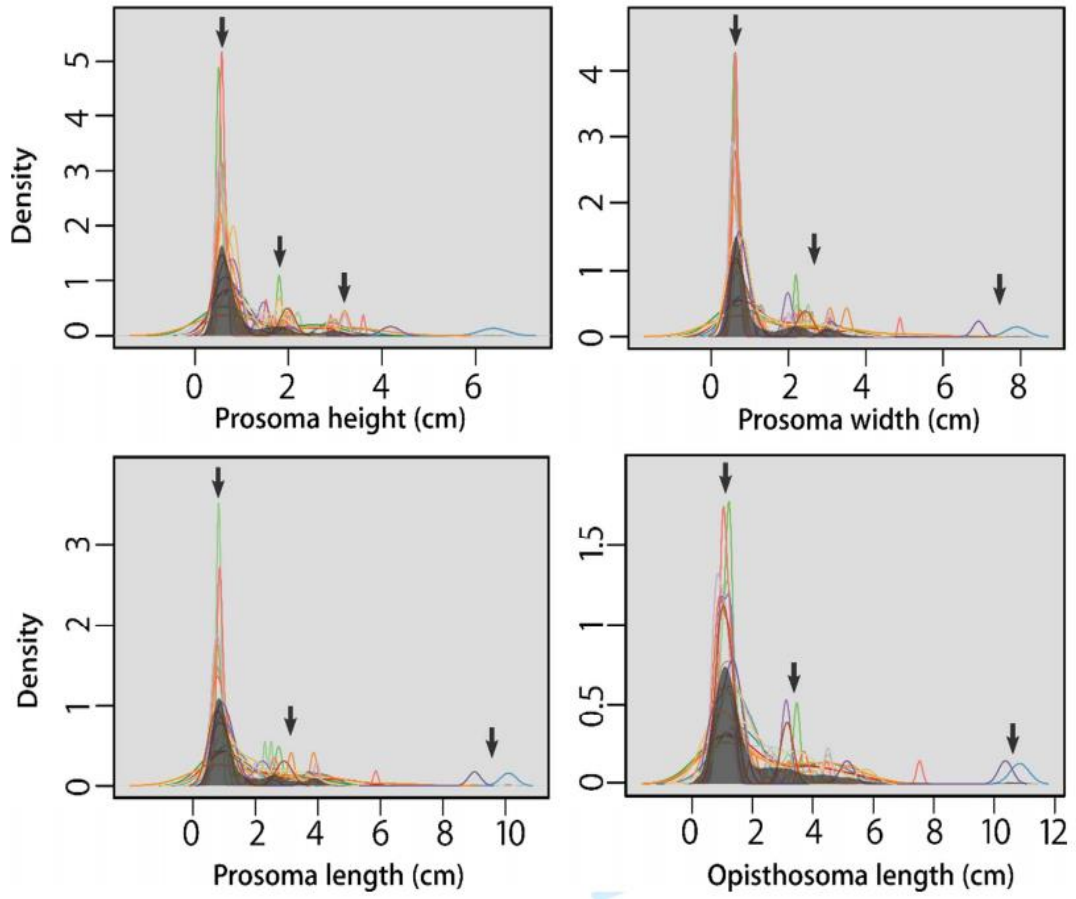 Density
5
4
3
2
1
0
0 2 4 6
Prosoma height (cm)
4
3
2
1
0
0 2 4 6 8
Prosoma width (cm)
Density
3
2
1
0
0 2 4 6 8 10
Prosoma length (cm)
1.5
1
0.5
0
0 2 4 6 8 10 12
Opisthosoma length (cm)